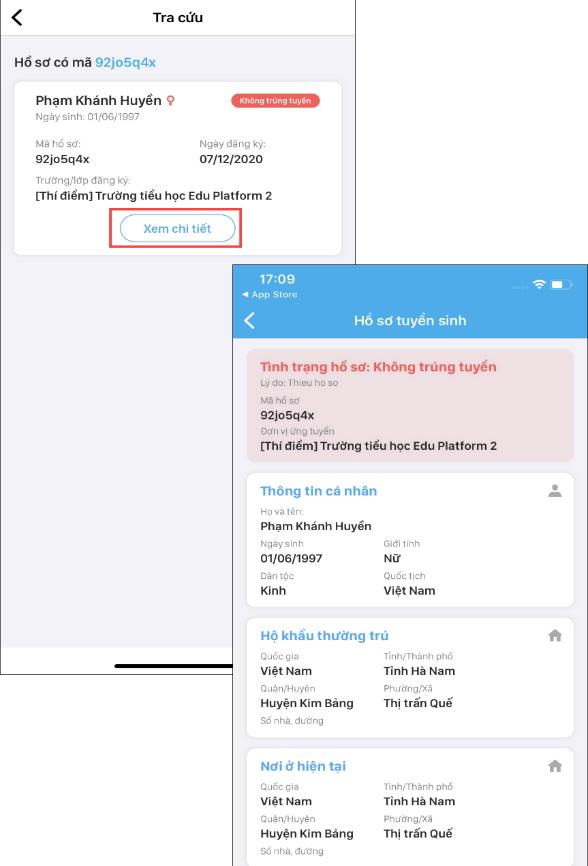 Tra cứu
Hồ sơ có mã 92jo5q4x
Phạm Khánh Huyền
Không trúng tuyển
Ngày sinh: 01/06/1997
Mã hồ sơ: Ngày đăng ký:
92jo5q4x 07/12/2020
Trường/lớp đăng ký:
[Thí điểm] Trường tiểu học Edu Platform 2
Xem chi tiết
17:09
◀ App Store
Hồ sơ tuyển sinh
Tình trạng hồ sơ: Không trúng tuyển
Lý do: Thieu ho so
Mã hồ sơ
92jo5q4x
Đơn vị ứng tuyển
[Thí điểm] Trường tiểu học Edu Platform 2
Thông tin cá nhân
Họ và tên:
Phạm Khánh Huyền
Ngày sinh Giới tính
01/06/1997 Nữ
Dân tộc Quốc tịch
Kinh Việt Nam
Hộ khẩu thường trú
Quốc gia Tỉnh/Thành phố
Việt Nam Tỉnh Hà Nam
Quận/Huyện Phường/Xã
Huyện Kim Bảng Thị trấn Quế
Số nhà, đường
Nơi ở hiện tại
Quốc gia Tỉnh/Thành phố
Việt Nam Tỉnh Hà Nam
Quận/Huyện Phường/Xã
Huyện Kim Bảng Thị trấn Quế
Số nhà, đường